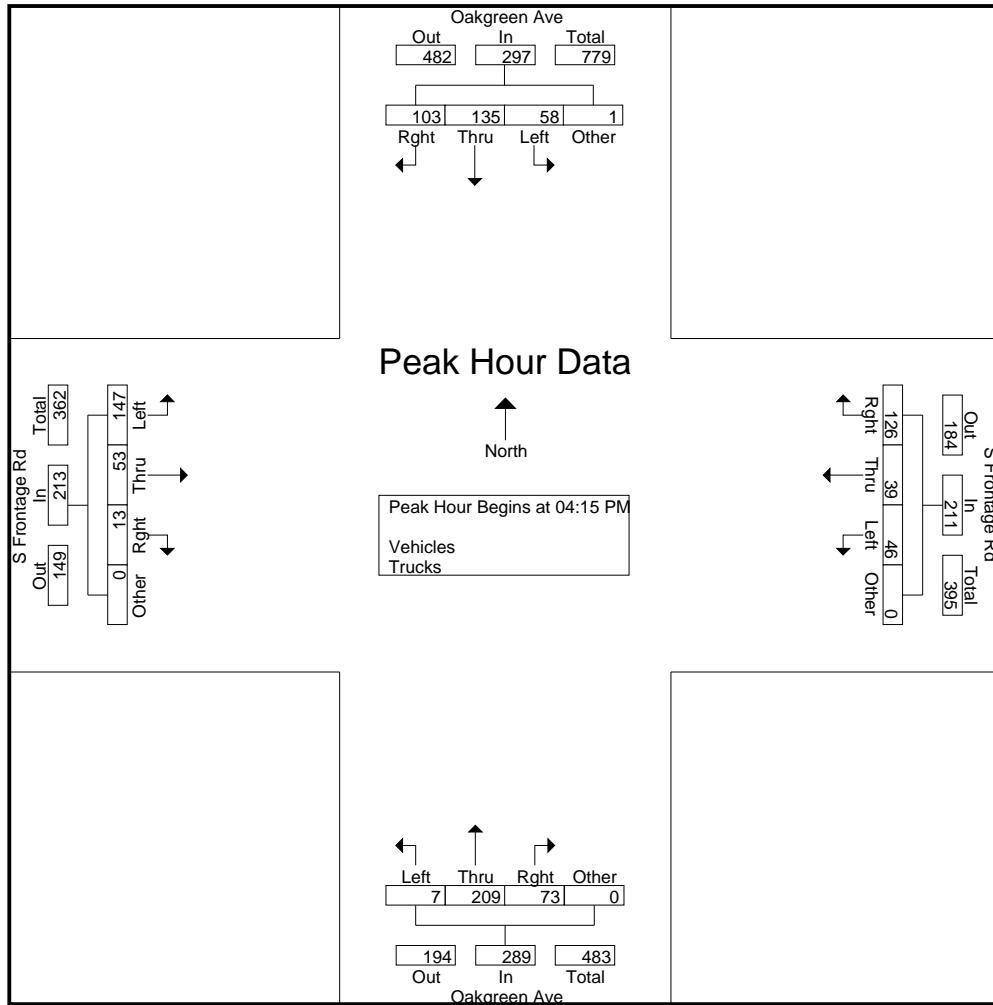 Oakgreen Ave
Out In Total
482 297 779
103 135 58 1
Rght Thru Left Other
Peak Hour Data
North
Peak Hour Begins at 04:15 PM
Vehicles
Trucks
S Frontage Rd
Out In Total
149 213 362
Other Rght Thru Left
0 13 53 147
S Frontage Rd
Out In Total
184 211 395
126 39 46 0
Rght Thru Left Other
Left Thru Rght Other
7 209 73 0
194 289 483
Out In Total
Oakgreen Ave